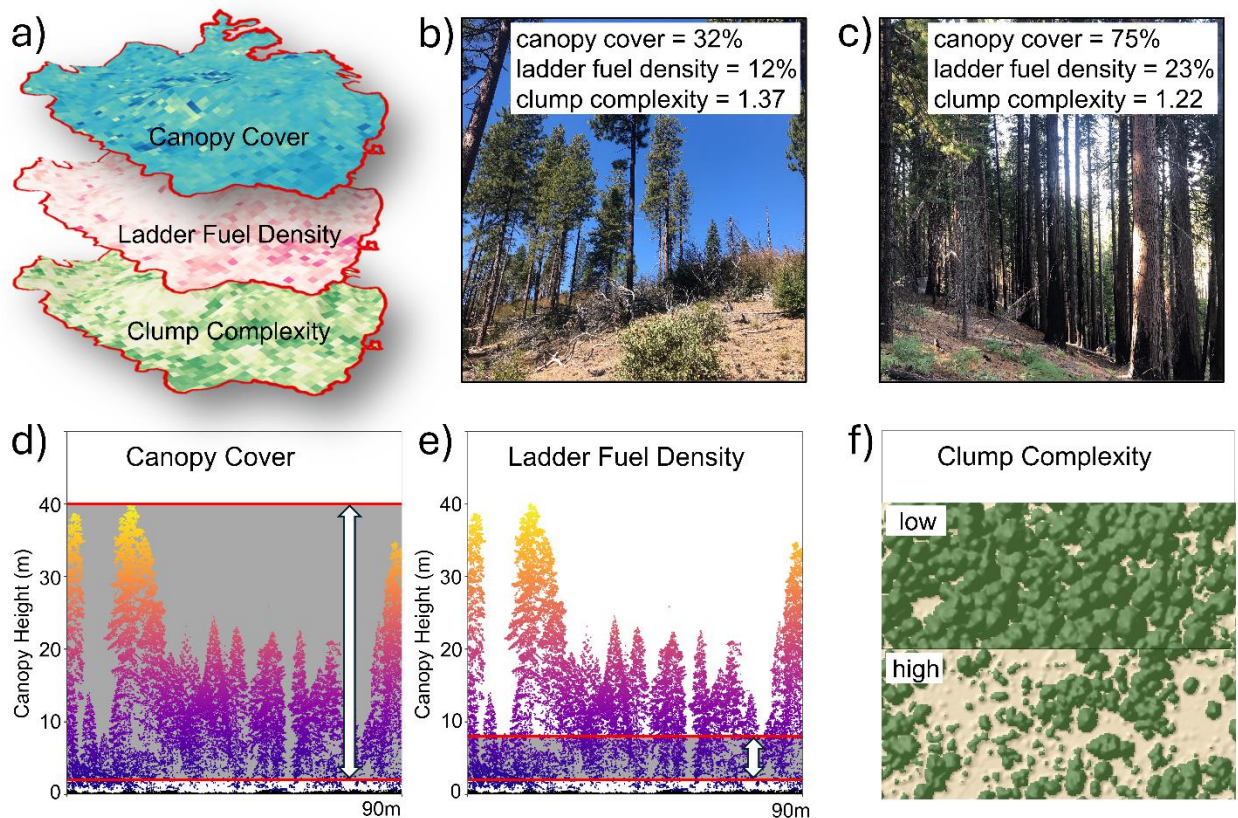 a)
Canopy Cover
Ladder Fuel Density
Clump Complexity
b)
canopy cover = 32%
ladder fuel density = 12%
clump complexity = 1.37
c)
canopy cover = 75%
ladder fuel density = 23%
clump complexity = 1.22
d)
Canopy Cover
Canopy Height (m)
40
30
20
10
0
90m
e)
Ladder Fuel Density
Canopy Height (m)
40
30
20
10
0
90m
f)
Clump Complexity
low
high